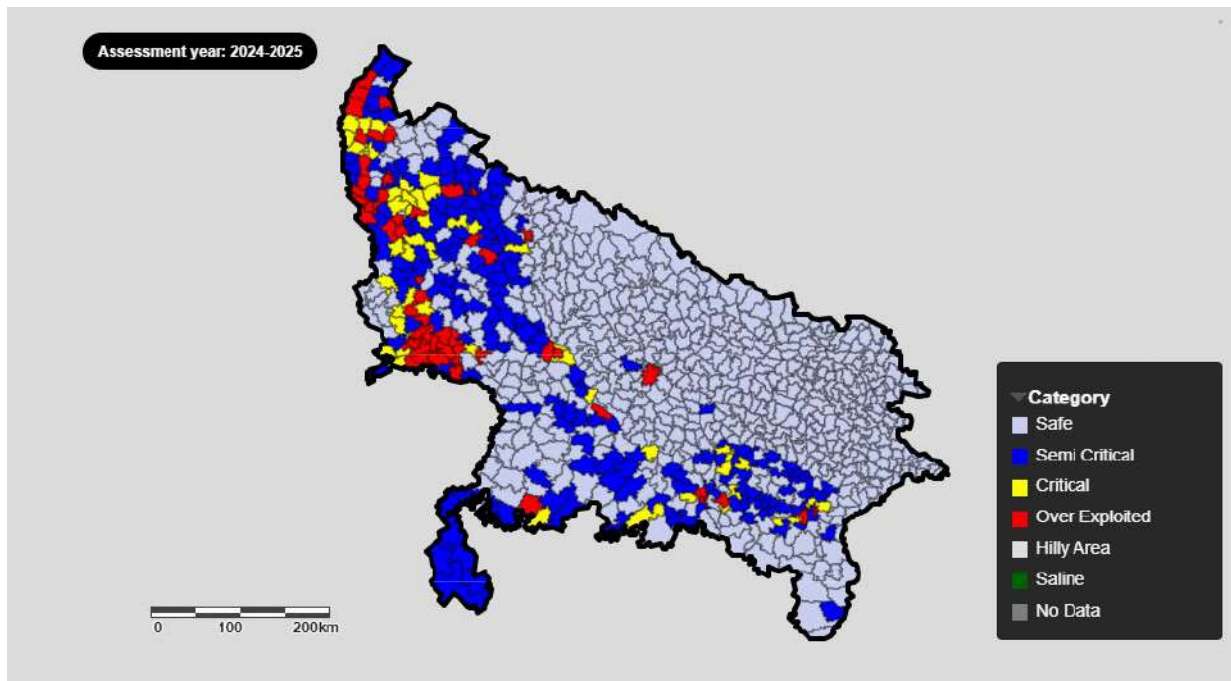 Assessment year: 2024-2025
Category
Safe
Semi Critical
Critical
Over Exploited
Hilly Area
Saline
No Data
0 100 200km